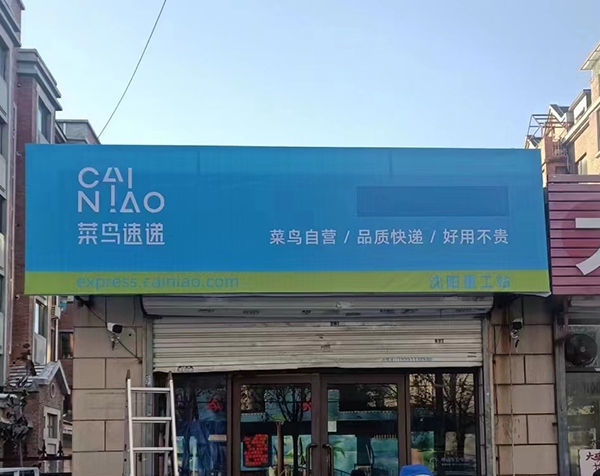 CAI
NIAO
菜鸟速递
菜鸟自营 / 品质快递 / 好用不贵
express.cainiao.com
沈阳重工站